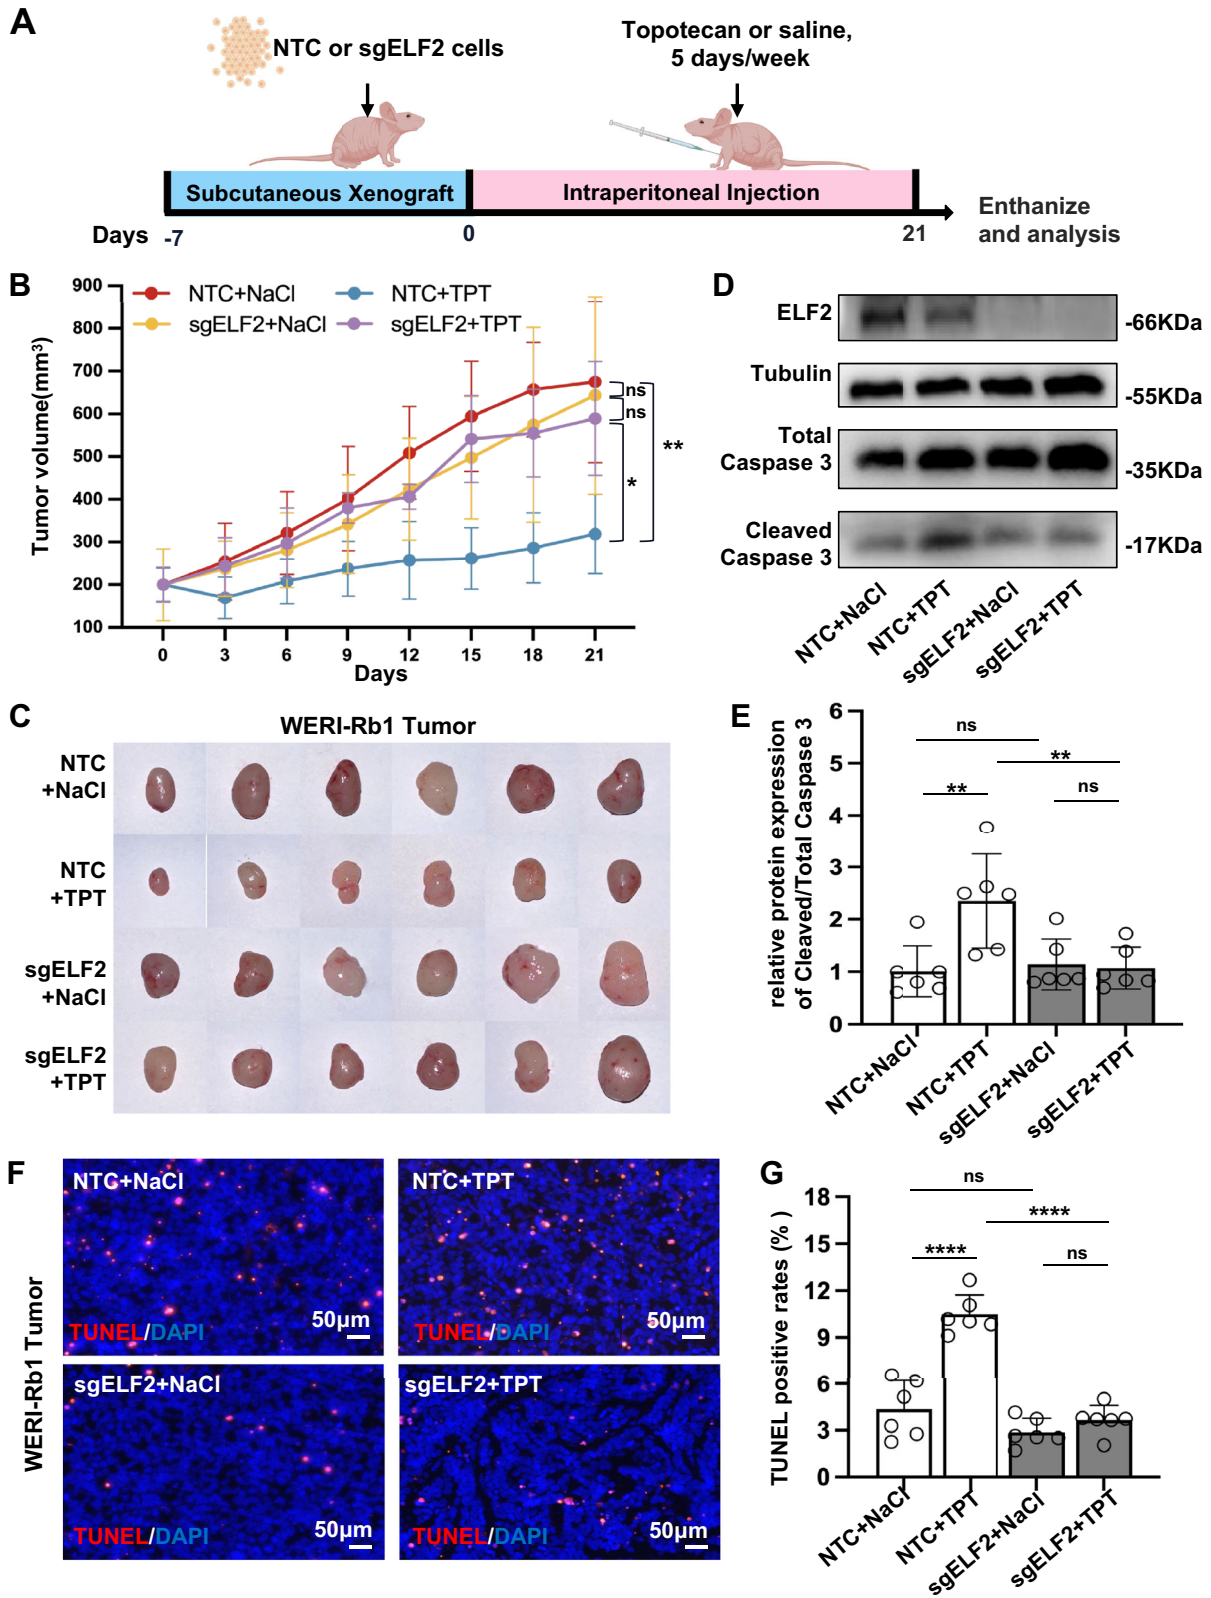 A
NTC or sgELF2 cells
Topotecan or saline,
5 days/week
Subcutaneous Xenograft
Intraperitoneal Injection
Days
-7
0
21
Enthanize
and analysis
B
Tumor volume(mm³)
900
800
700
600
500
400
300
200
100
NTC+NaCl
NTC+TPT
sgELF2+NaCl
sgELF2+TPT
ns
ns
*
**
0
3
6
9
12
15
18
21
Days
C
WERI-Rb1 Tumor
NTC
+NaCl
NTC
+TPT
sgELF2
+NaCl
sgELF2
+TPT
D
ELF2
-66KDa
Tubulin
-55KDa
Total
Caspase 3
-35KDa
Cleaved
Caspase 3
-17KDa
NTC+NaCl
NTC+TPT
sgELF2+NaCl
sgELF2+TPT
E
relative protein expression
of Cleaved/Total Caspase 3
6
5
4
3
2
1
0
ns
**
**
ns
NTC+NaCl
NTC+TPT
sgELF2+NaCl
sgELF2+TPT
F
WERI-Rb1 Tumor
NTC+NaCl
50μm
TUNEL/DAPI
NTC+TPT
50μm
TUNEL/DAPI
sgELF2+NaCl
50μm
TUNEL/DAPI
sgELF2+TPT
50μm
TUNEL/DAPI
G
TUNEL positive rates (%)
18
15
12
9
6
3
0
ns
****
****
ns
NTC+NaCl
NTC+TPT
sgELF2+NaCl
sgELF2+TPT